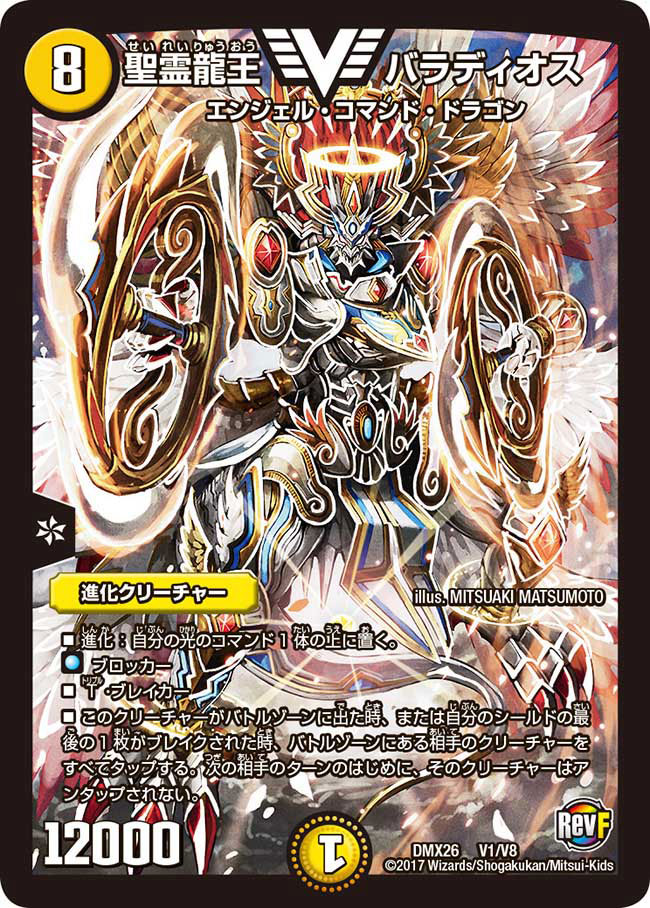 8
せいれいりゅうおう
聖霊龍王 V バラディオス
エンジェル・コマンド・ドラゴン
進化クリーチャー
illus. MITSUAKI MATSUMOTO
■進化：自分の光のコマンド1体の上に置く。
ブロッカー
■T・ブレイカー
■このクリーチャーがバトルゾーンに出た時、または自分のシールドの最
後の1枚がブレイクされた時、バトルゾーンにある相手のクリーチャーを
すべてタップする。次の相手のターンのはじめに、そのクリーチャーはア
ンタップされない。
12000
1
RevF
DMX26 V1/V8
©2017 Wizards/Shogakukan/Mitsui-Kids